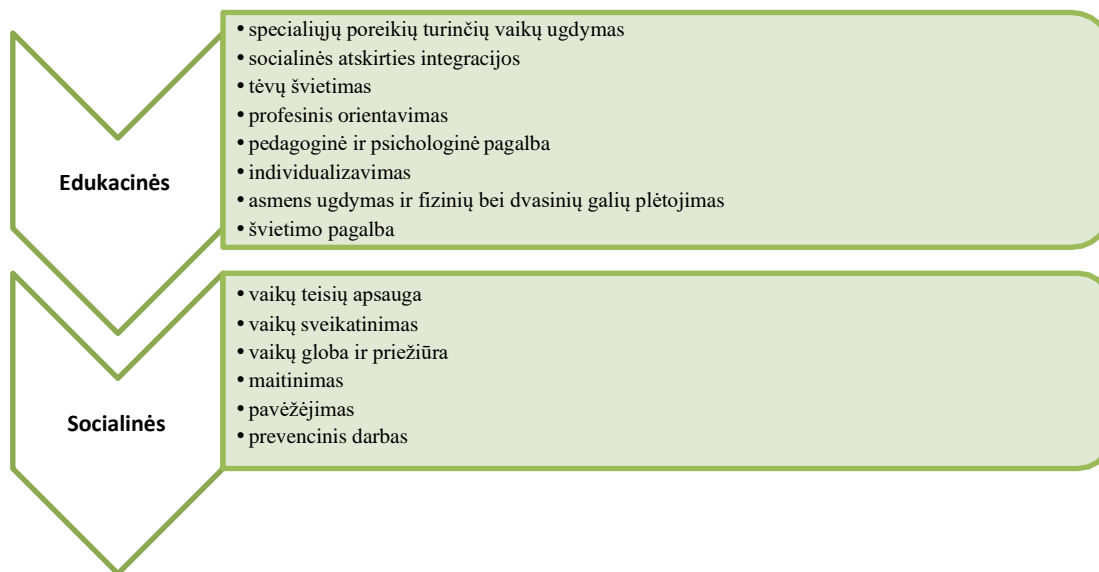 Edukacinės
• specialiųjų poreikių turinčių vaikų ugdymas
• socialinės atskirties integracijos
• tėvų švietimas
• profesinis orientavimas
• pedagoginė ir psichologinė pagalba
• individualizavimas
• asmens ugdymas ir fizinių bei dvasinių galių plėtojimas
• švietimo pagalba
Socialinės
• vaikų teisių apsauga
• vaikų sveikatinimas
• vaikų globa ir priežiūra
• maitinimas
• pavėžėjimas
• prevencinis darbas